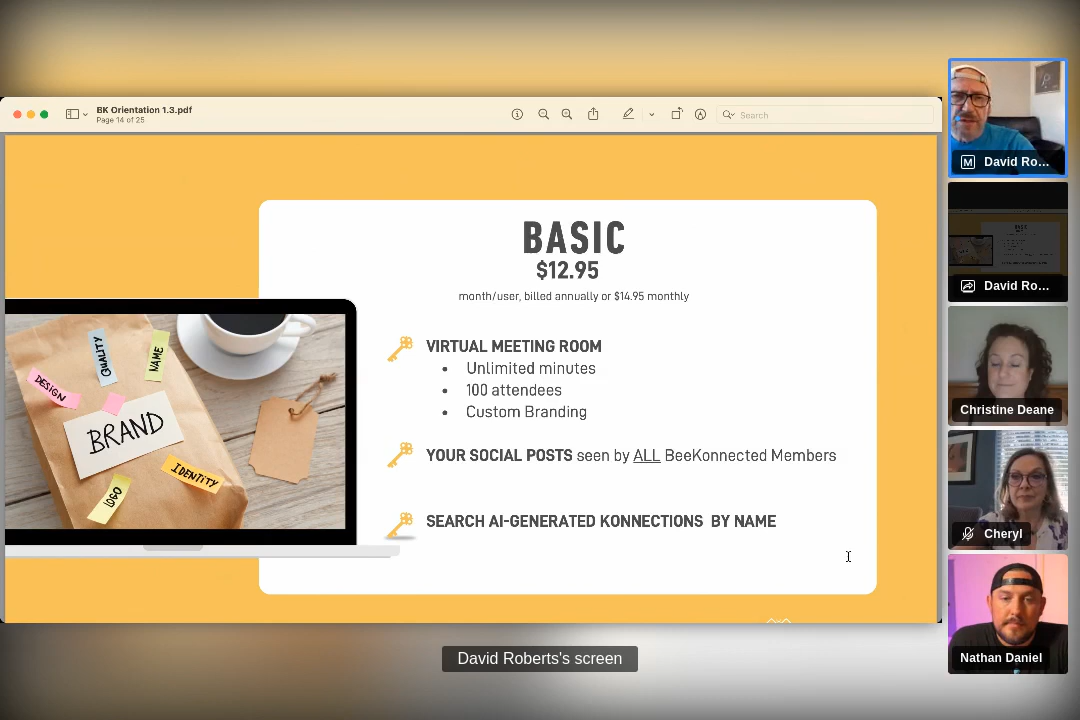 BK Orientation 1.3.pdf
Page 14 of 25
Search
BASIC
$12.95
month/user, billed annually or $14.95 monthly
VIRTUAL MEETING ROOM
• Unlimited minutes
• 100 attendees
• Custom Branding
YOUR SOCIAL POSTS seen by ALL BeeKonnected Members
SEARCH AI-GENERATED KONNECTIONS BY NAME
QUALITY
NAME
DESIGN
BRAND
IDENTITY
LOGO
M David Ro...
David Ro...
Christine Deane
Cheryl
Nathan Daniel
David Roberts's screen